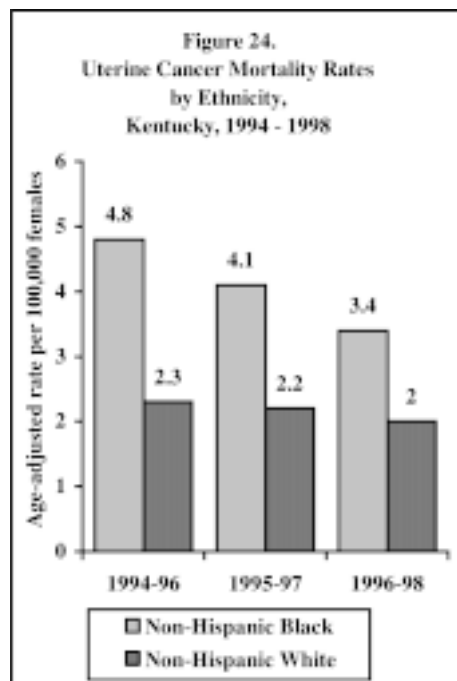 Figure 24.
Uterine Cancer Mortality Rates
by Ethnicity,
Kentucky, 1994 - 1998
Age-adjusted rate per 100,000 females
6
5
4
3
2
1
0
4.8
2.3
4.1
2.2
3.4
2
1994-96
1995-97
1996-98
Non-Hispanic Black
Non-Hispanic White